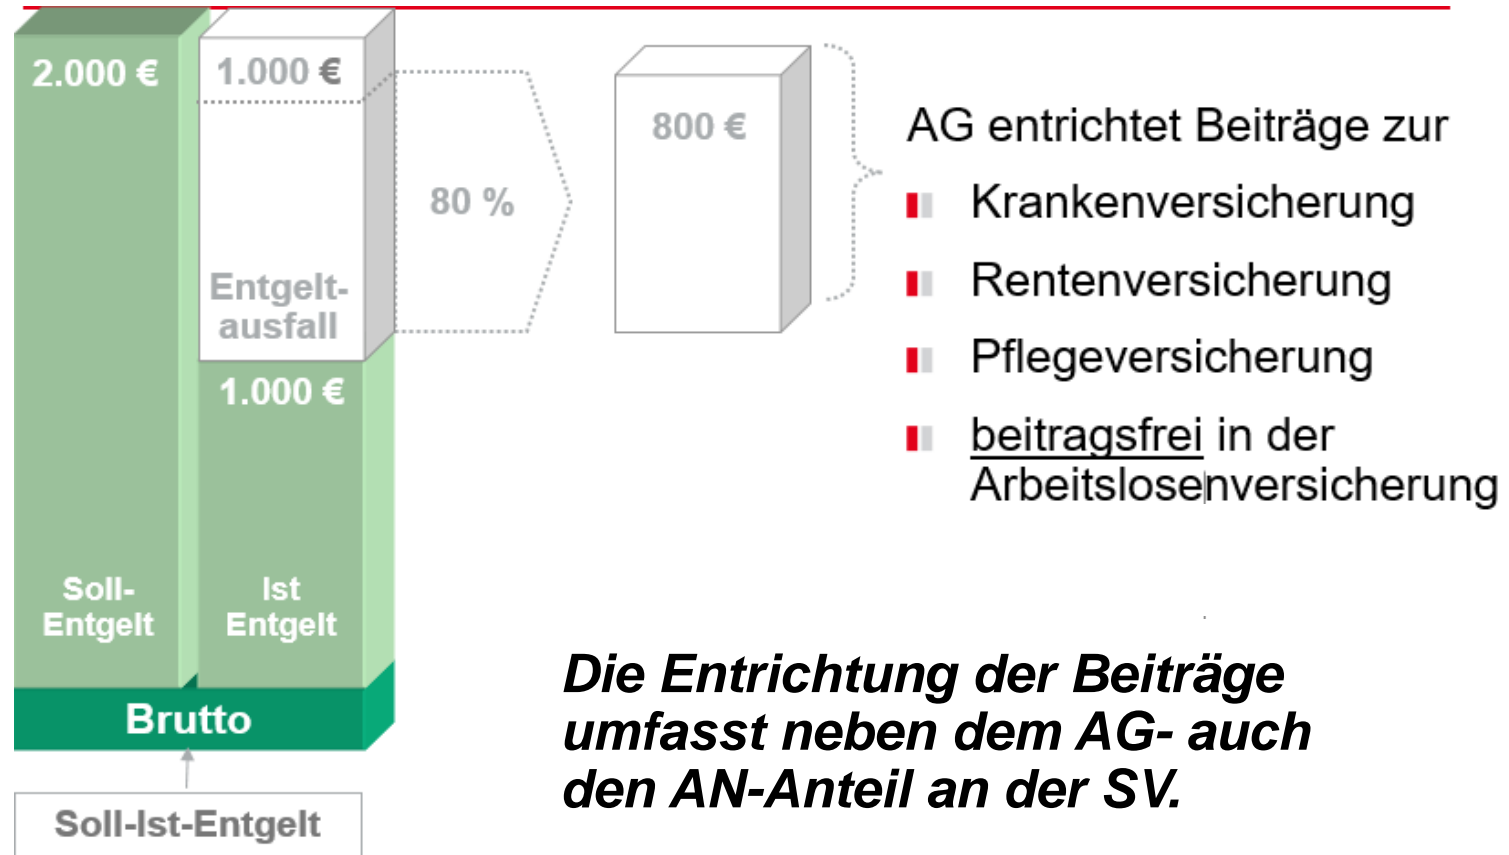 2.000 €
1.000 €
80 %
Entgelt-
ausfall
1.000 €
Soll-
Entgelt
Ist
Entgelt
Brutto
Soll-Ist-Entgelt
800 €
AG entrichtet Beiträge zur
Krankenversicherung
Rentenversicherung
Pflegeversicherung
beitragsfrei in der
Arbeitslosenversicherung
Die Entrichtung der Beiträge
umfasst neben dem AG- auch
den AN-Anteil an der SV.